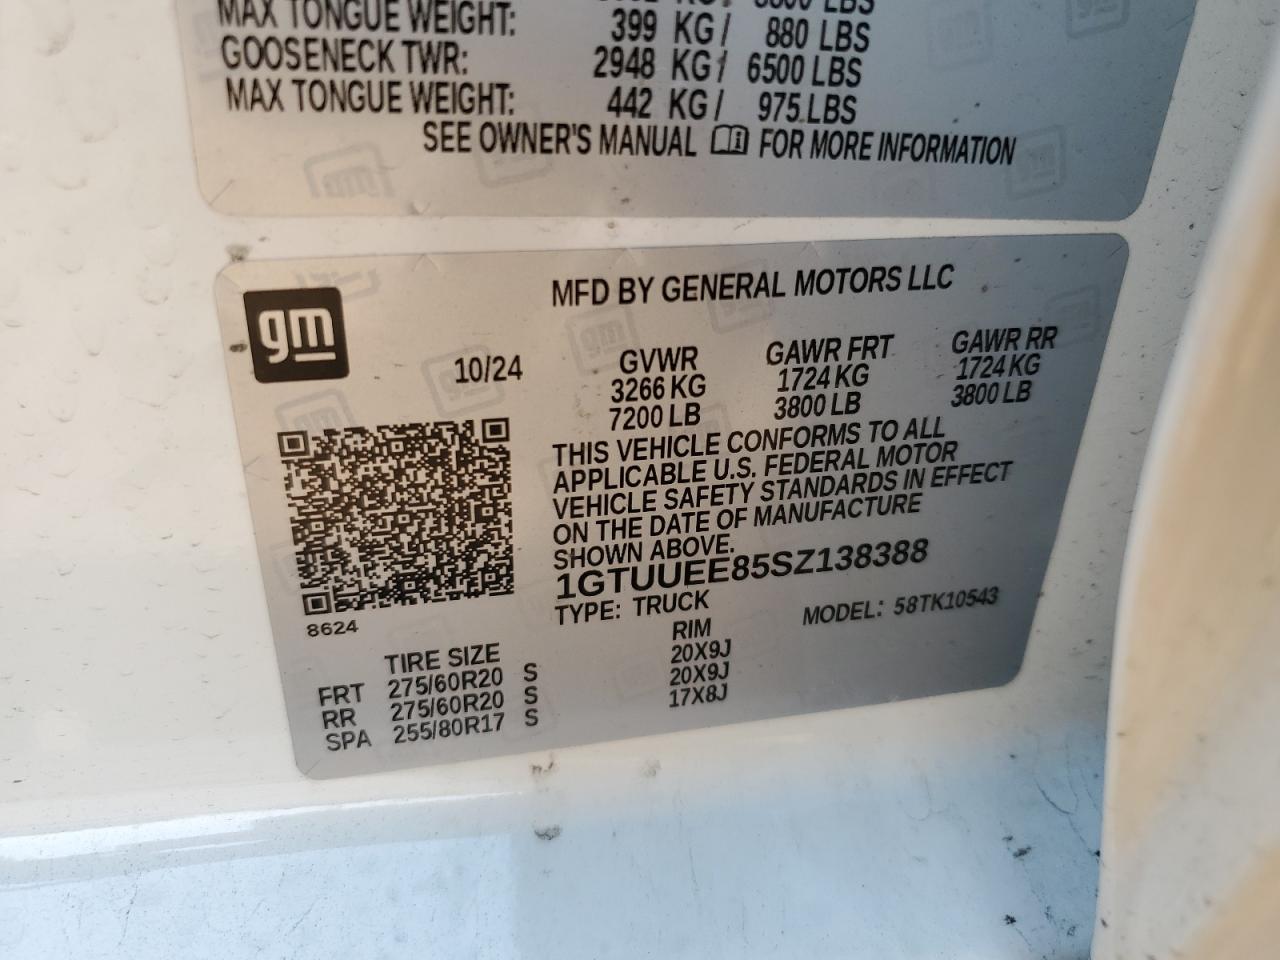 MAX TONGUE WEIGHT: 399 KG/ 880 LBS
GOOSENECK TWR: 2948 KG/ 6500 LBS
MAX TONGUE WEIGHT: 442 KG/ 975 LBS
SEE OWNER'S MANUAL FOR MORE INFORMATION
gm
MFD BY GENERAL MOTORS LLC
10/24 GVWR GAWR FRT GAWR RR
3266 KG 1724 KG 1724 KG
7200 LB 3800 LB 3800 LB
THIS VEHICLE CONFORMS TO ALL
APPLICABLE U.S. FEDERAL MOTOR
VEHICLE SAFETY STANDARDS IN EFFECT
ON THE DATE OF MANUFACTURE
SHOWN ABOVE.
1GTUUEE85SZ138388
TYPE: TRUCK MODEL: 58TK10543
8624
TIRE SIZE RIM
FRT 275/60R20 S 20X9J
RR 275/60R20 S 20X9J
SPA 255/80R17 S 17X8J